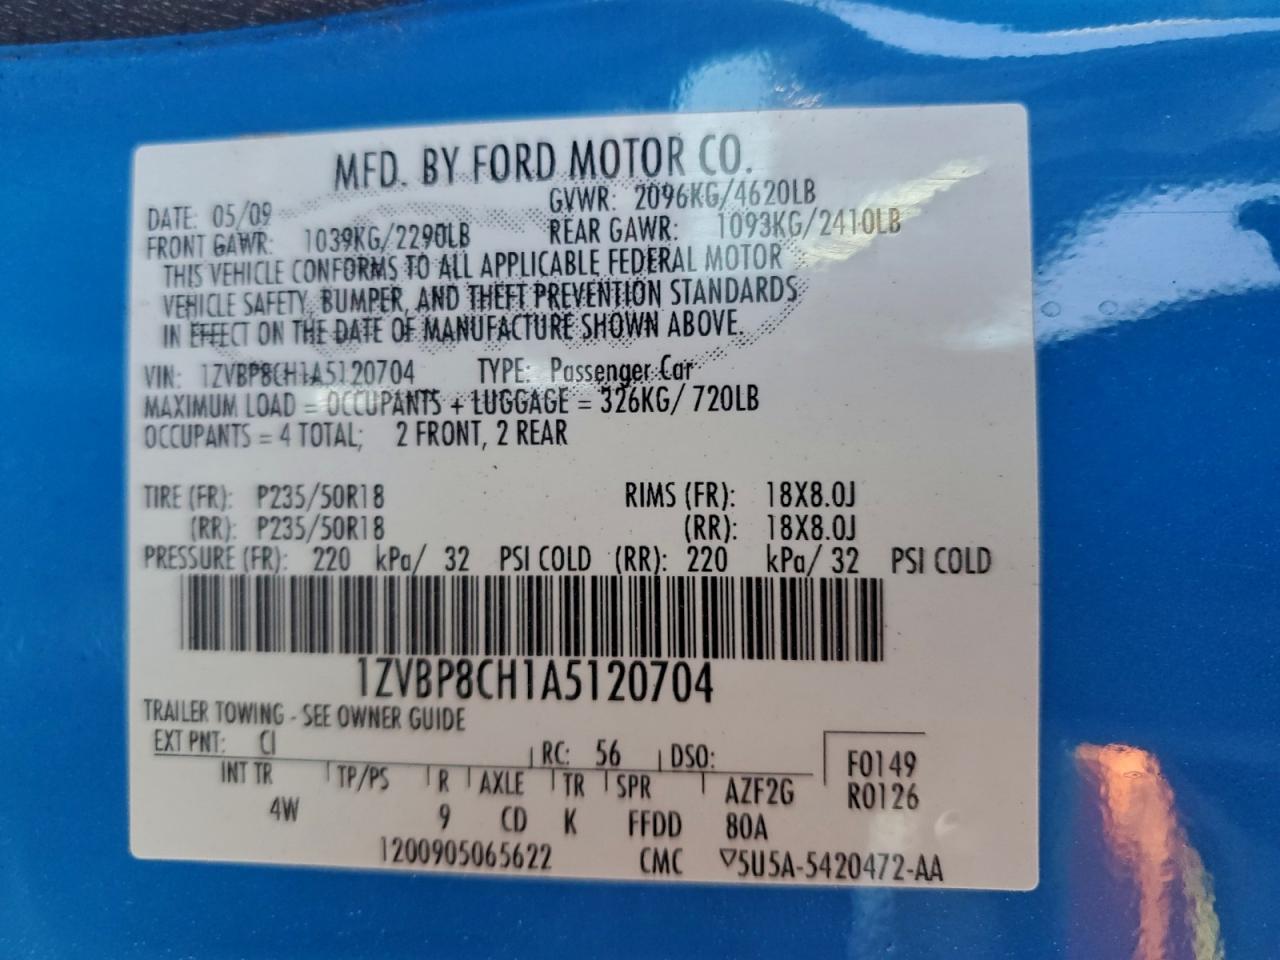 MFD. BY FORD MOTOR CO.
DATE: 05/09 GVWR: 2096KG/4620LB
FRONT GAWR: 1039KG/2290LB REAR GAWR: 1093KG/2410LB
THIS VEHICLE CONFORMS TO ALL APPLICABLE FEDERAL MOTOR
VEHICLE SAFETY, BUMPER, AND THEFT PREVENTION STANDARDS
IN EFFECT ON THE DATE OF MANUFACTURE SHOWN ABOVE.
VIN: 1ZVBP8CH1A5120704 TYPE: Passenger Car
MAXIMUM LOAD = OCCUPANTS + LUGGAGE = 326KG/ 720LB
OCCUPANTS = 4 TOTAL; 2 FRONT, 2 REAR
TIRE (FR): P235/50R18 RIMS (FR): 18X8.0J
(RR): P235/50R18 (RR): 18X8.0J
PRESSURE (FR): 220 kPa/ 32 PSI COLD (RR): 220 kPa/ 32 PSI COLD
1ZVBP8CH1A5120704
TRAILER TOWING - SEE OWNER GUIDE
EXT PNT: CI RC: 56 DSO: F0149
INT TR TP/PS R AXLE TR SPR AZF2G R0126
4W 9 CD K FFDD 80A
1200905065622 CMC ▽5U5A-5420472-AA